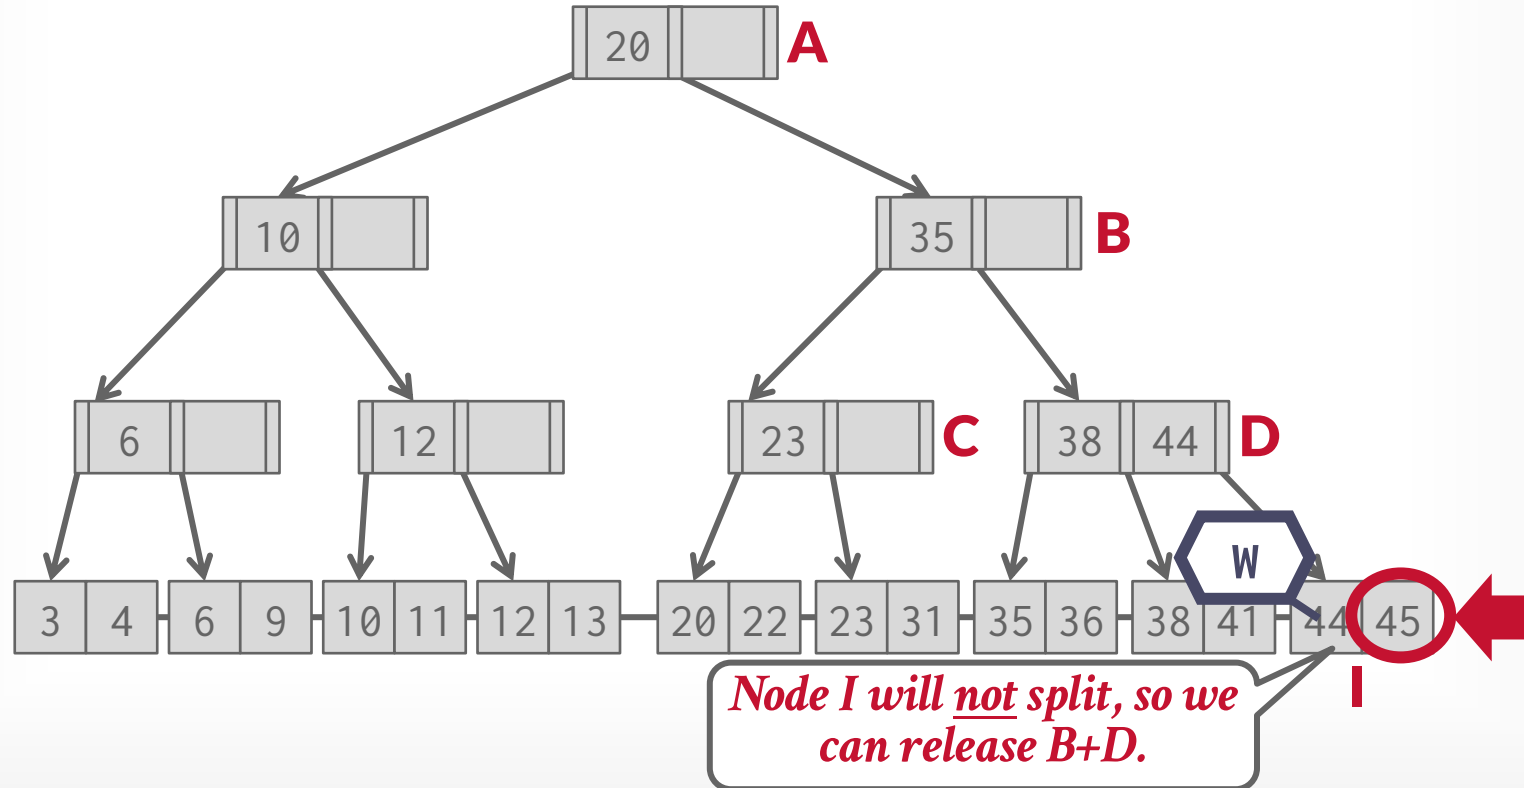 20 A
10 35 B
6 12 23 C 38 44 D
W
3 4 6 9 10 11 12 13 20 22 23 31 35 36 38 41 44 45
I
Node I will not split, so we
can release B+D.